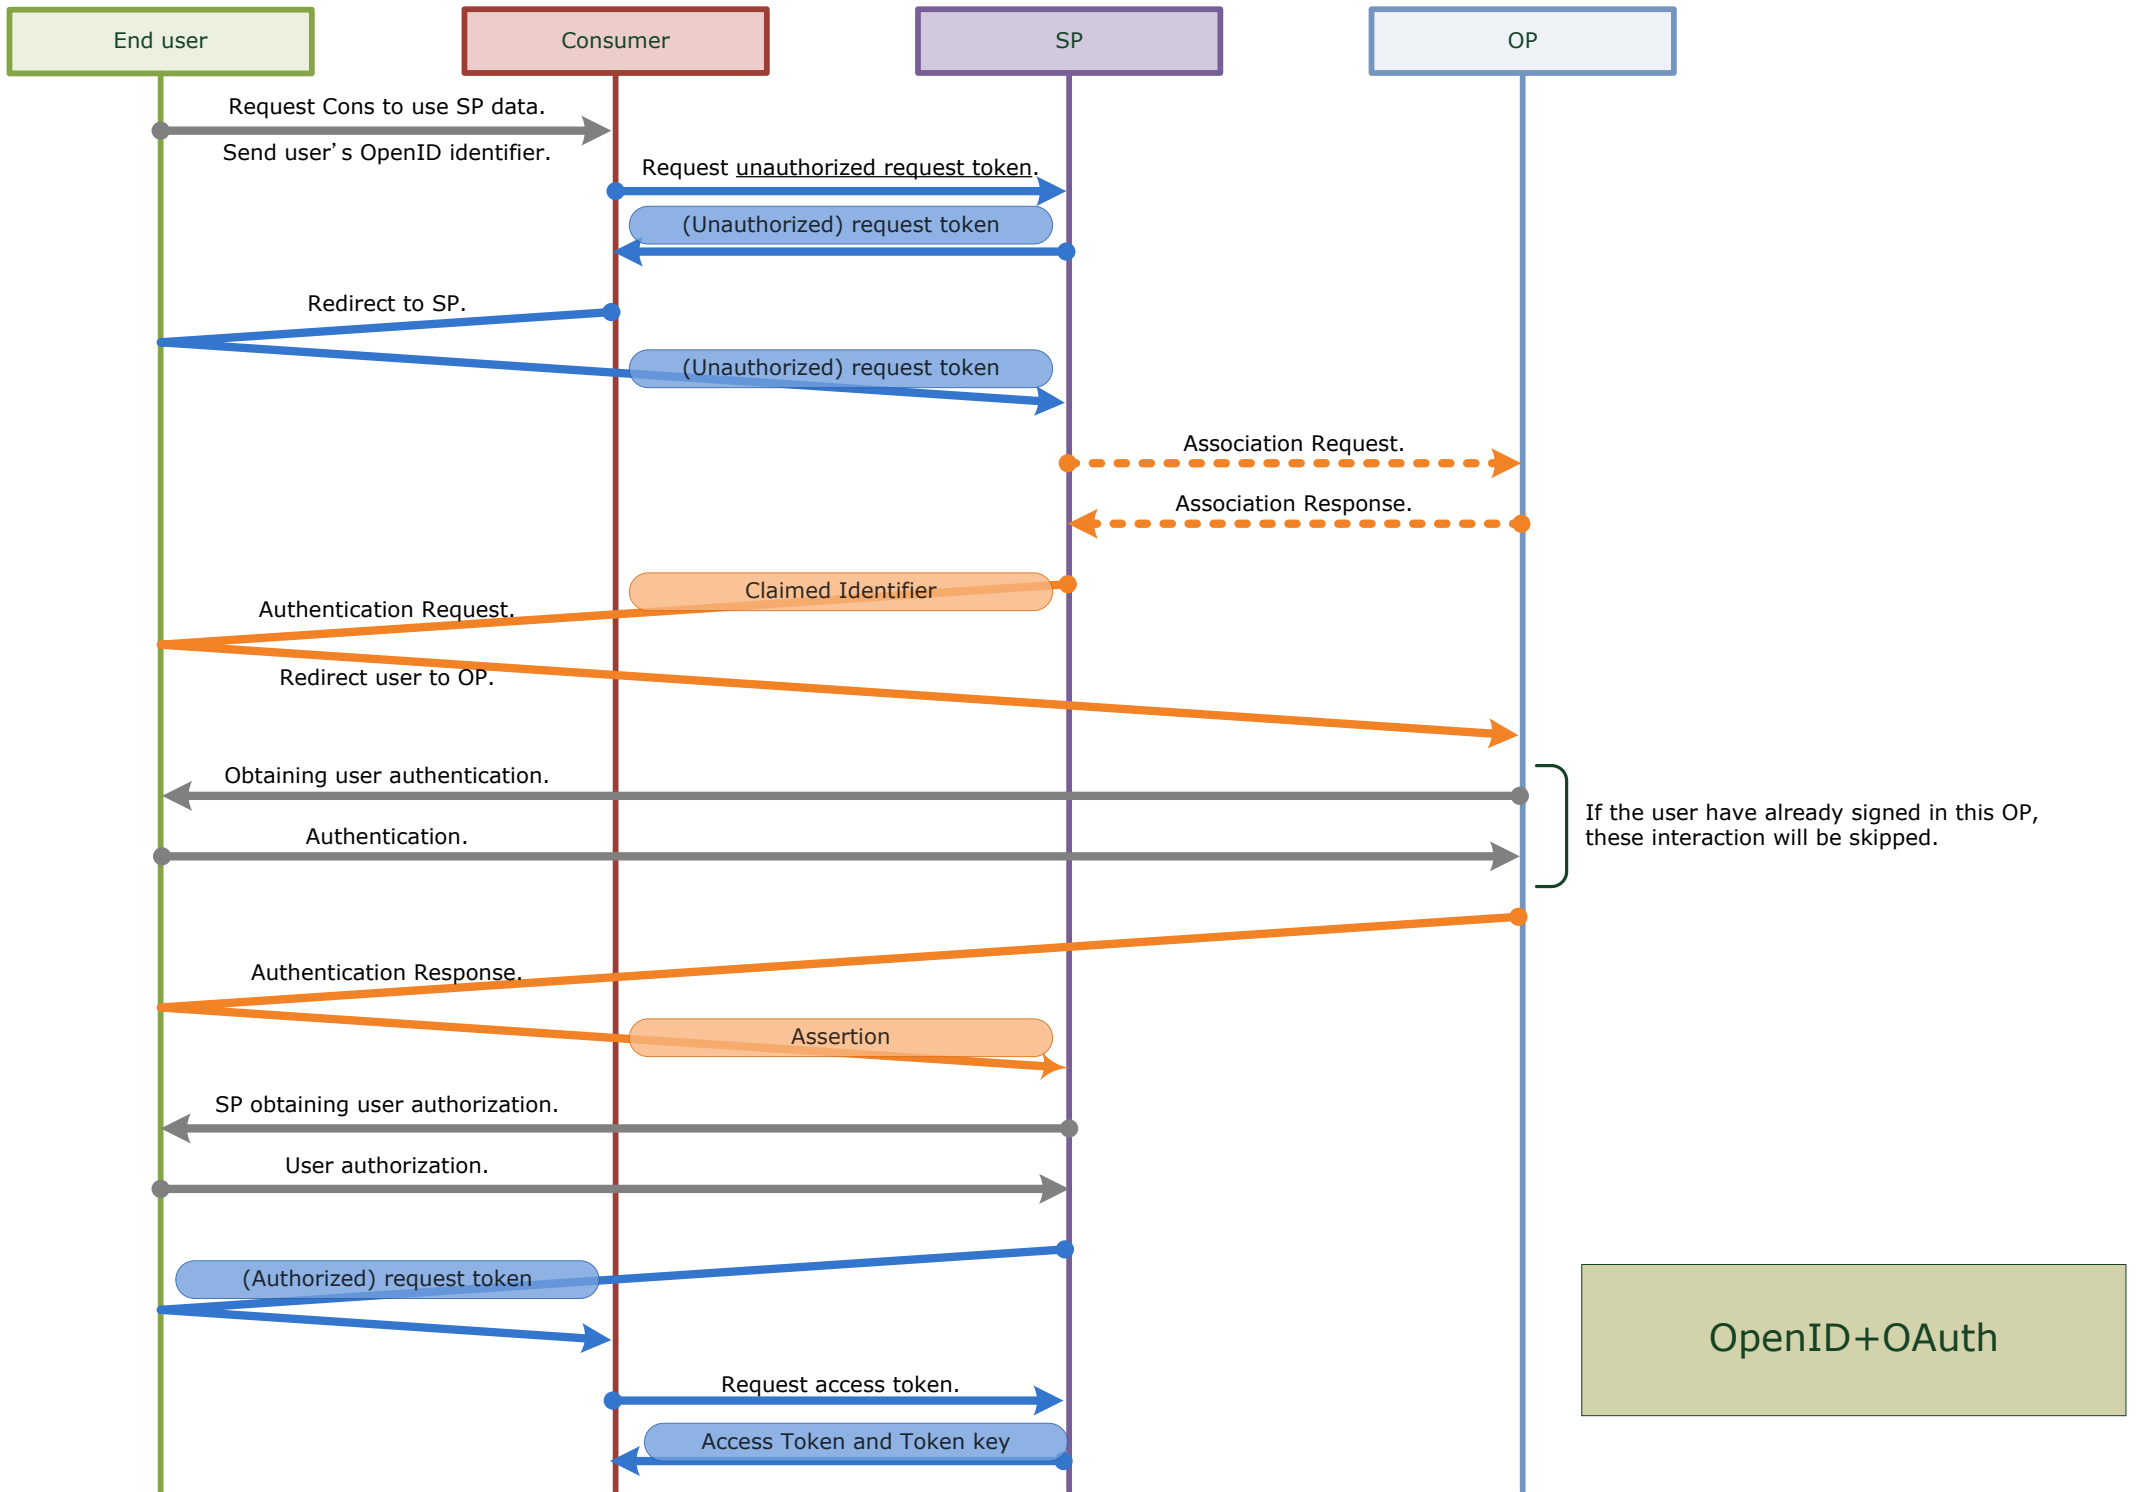 End user
Consumer
SP
OP
Request Cons to use SP data.
Send user’s OpenID identifier.
Request unauthorized request token.
(Unauthorized) request token
Redirect to SP.
(Unauthorized) request token
Association Request.
Association Response.
Claimed Identifier
Authentication Request.
Redirect user to OP.
Obtaining user authentication.
If the user have already signed in this OP,
these interaction will be skipped.
Authentication.
Authentication Response.
Assertion
SP obtaining user authorization.
User authorization.
(Authorized) request token
OpenID+OAuth
Request access token.
Access Token and Token key